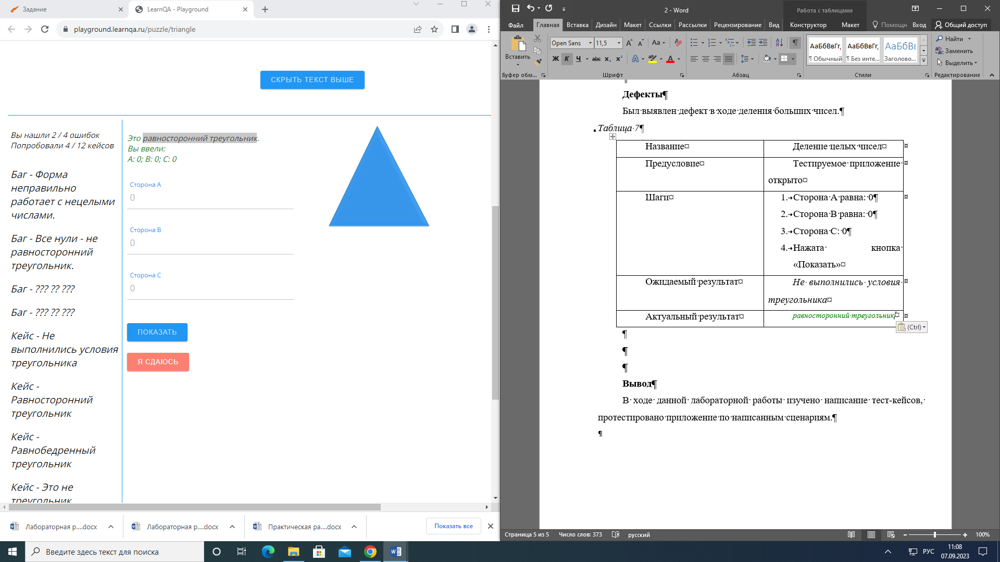 Задание
LearnQA - Playground
playground.learnqa.ru/puzzle/triangle
СКРЫТЬ ТЕКСТ ВЫШЕ
Вы нашли 2 / 4 ошибок
Попробовали 4 / 12 кейсов
Баг - Форма
неправильно
работает с нецелыми
числами.
Баг - Все нули - не
равносторонний
треугольник.
Баг - ??? ?? ???
Баг - ??? ?? ???
Кейс - Не
выполнились условия
треугольника
Кейс -
Равносторонний
треугольник
Кейс -
Равнобедренный
треугольник
Кейс - Это не
треугольник
Это равносторонний треугольник.
Вы ввели:
A: 0; B: 0; C: 0
Сторона A
0
Сторона B
0
Сторона C
0
ПОКАЗАТЬ
Я СДАЮСЬ
Лабораторная р....docx
Лабораторная р....docx
Практическая ра....docx
Показать все
2 - Word
Работа с таблицами
Файл
Главная
Вставка
Дизайн
Макет
Ссылки
Рассылки
Рецензирование
Вид
Конструктор
Макет
Помощн
Вход
Общий доступ
Вставить
Open Sans
11,5
Ж К Ч abc x₂ x²
Aa
АаБбВвГг,
АаБбВвГг,
АаБбВ
¶ Обычный
¶ Без инте...
Заголово...
Найти
Заменить
Выделить
Буфер обм...
Шрифт
Абзац
Стили
Редактирование
Дефекты¶
Был·выявлен·дефект·в·ходе·деления·больших·чисел.¶
Таблица·7¶
Название¤
Деление·целых·чисел¤
Предусловие¤
Тестируемое·приложение·
открыто¤
Шаги¤
1.→Сторона·А·равна:·0¶
2.→Сторона·В·равна:·0¶
3.→Сторона·С:·0¶
4.→Нажата· кнопка·
«Показать»¤
Ожидаемый·результат¤
Не· выполнились· условия·
треугольника¤
Актуальный·результат¤
равносторонний·треугольник¤
(Ctrl)
¶
¶
¶
Вывод¶
В· ходе· данной· лабораторной· работы· изучено· написание· тест-кейсов,·
протестировано·приложение·по·написанным·сценариям.¶
¶
Страница 5 из 5
Число слов: 373
русский
100%
Введите здесь текст для поиска
РУС
11:08
07.09.2023